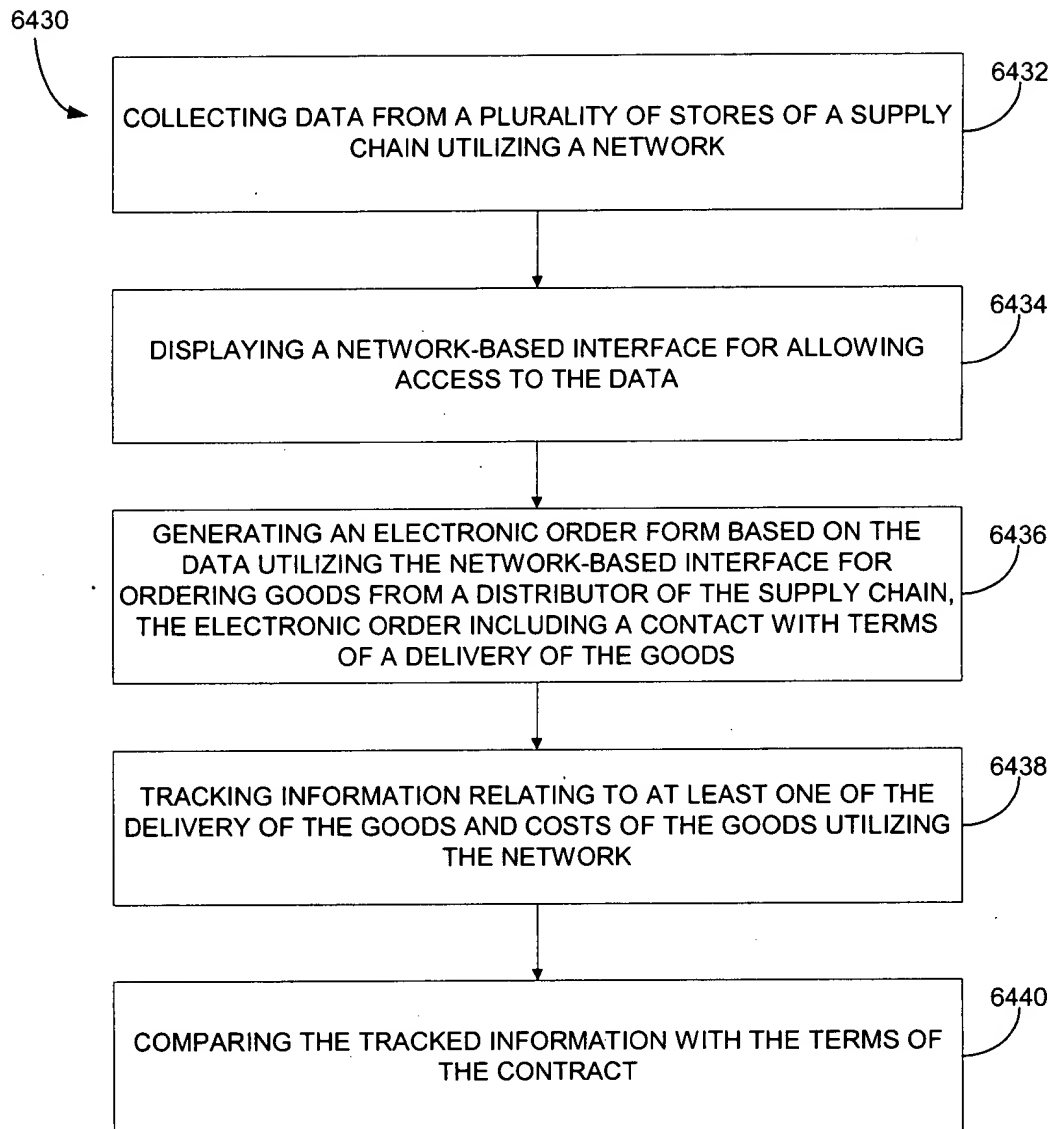 6430
6432
COLLECTING DATA FROM A PLURALITY OF STORES OF A SUPPLY
CHAIN UTILIZING A NETWORK
6434
DISPLAYING A NETWORK-BASED INTERFACE FOR ALLOWING
ACCESS TO THE DATA
6436
GENERATING AN ELECTRONIC ORDER FORM BASED ON THE
DATA UTILIZING THE NETWORK-BASED INTERFACE FOR
ORDERING GOODS FROM A DISTRIBUTOR OF THE SUPPLY CHAIN,
THE ELECTRONIC ORDER INCLUDING A CONTACT WITH TERMS
OF A DELIVERY OF THE GOODS
6438
TRACKING INFORMATION RELATING TO AT LEAST ONE OF THE
DELIVERY OF THE GOODS AND COSTS OF THE GOODS UTILIZING
THE NETWORK
6440
COMPARING THE TRACKED INFORMATION WITH THE TERMS OF
THE CONTRACT